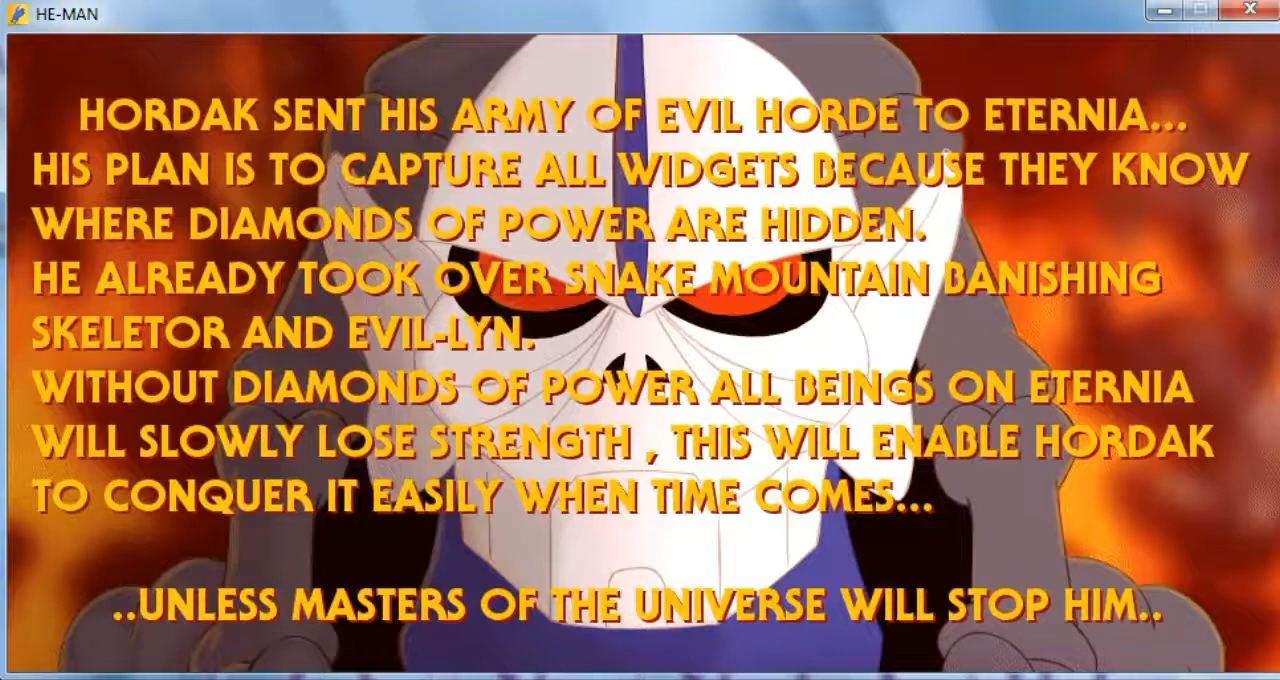 HE-MAN
HORDAK SENT HIS ARMY OF EVIL HORDE TO ETERNIA...
HIS PLAN IS TO CAPTURE ALL WIDGETS BECAUSE THEY KNOW
WHERE DIAMONDS OF POWER ARE HIDDEN.
HE ALREADY TOOK OVER SNAKE MOUNTAIN BANISHING
SKELETOR AND EVIL-LYN.
WITHOUT DIAMONDS OF POWER ALL BEINGS ON ETERNIA
WILL SLOWLY LOSE STRENGTH , THIS WILL ENABLE HORDAK
TO CONQUER IT EASILY WHEN TIME COMES...
..UNLESS MASTERS OF THE UNIVERSE WILL STOP HIM..